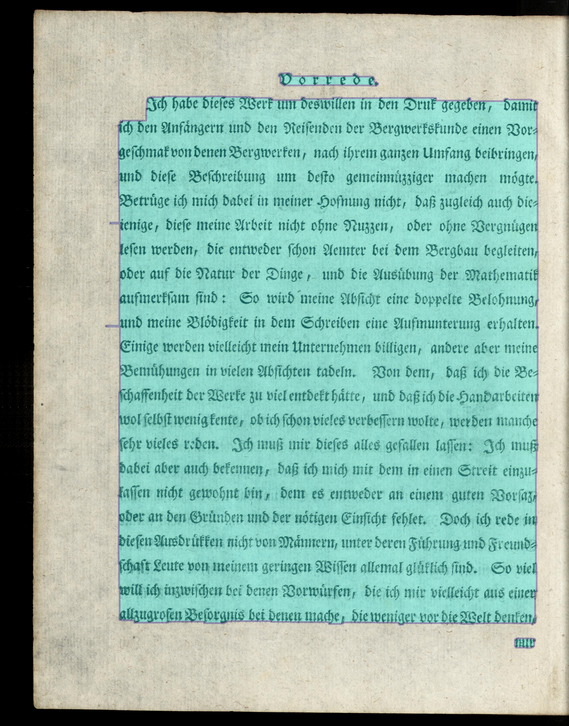 Vorrede.
Ich habe dieses Werk um deswillen in den Druk gegeben, damit
ich den Anfängern und den Reisenden der Bergwerkskunde einen Vor-
geschmak von denen Bergwerken, nach ihrem ganzen Umfang beibringen,
und diese Beschreibung um desto gemeinnüzziger machen mögte.
Betrüge ich mich dabei in meiner Hofnung nicht, daß zugleich auch die-
ienige, diese meine Arbeit nicht ohne Nuzzen, oder ohne Vergnügen
lesen werden, die entweder schon Aemter bei dem Bergbau begleiten,
oder auf die Natur der Dinge, und die Ausübung der Mathematik
aufmerksam sind: So wird meine Absicht eine doppelte Belohnung,
und meine Blödigkeit in dem Schreiben eine Aufmunterung erhalten.
Einige werden vielleicht mein Unternehmen billigen, andere aber meine
Bemühungen in vielen Absichten tadeln. Von dem, daß ich die Be-
schaffenheit der Werke zu viel entdekt hätte, und daß ich die Handarbeiten
wol selbst wenig kente, ob ich schon vieles verbessern wolte, werden manche
sehr vieles reden. Ich muß mir dieses alles gefallen lassen: Ich muß
dabei aber auch bekennen, daß ich mich mit dem in einen Streit einzu-
lassen nicht gewohnt bin, dem es entweder an einem guten Vorsaz,
oder an den Gründen und der nötigen Einsicht fehlet. Doch ich rede in
diesen Ausdrükken nicht von Männern, unter deren Führung und Freund-
schaft Leute von meinem geringen Wissen allemal glüklich sind. So viel
will ich inzwischen bei denen Vorwürfen, die ich mir vielleicht aus einer
allzugrosen Besorgnis bei denen mache, die weniger vor die Welt denken,